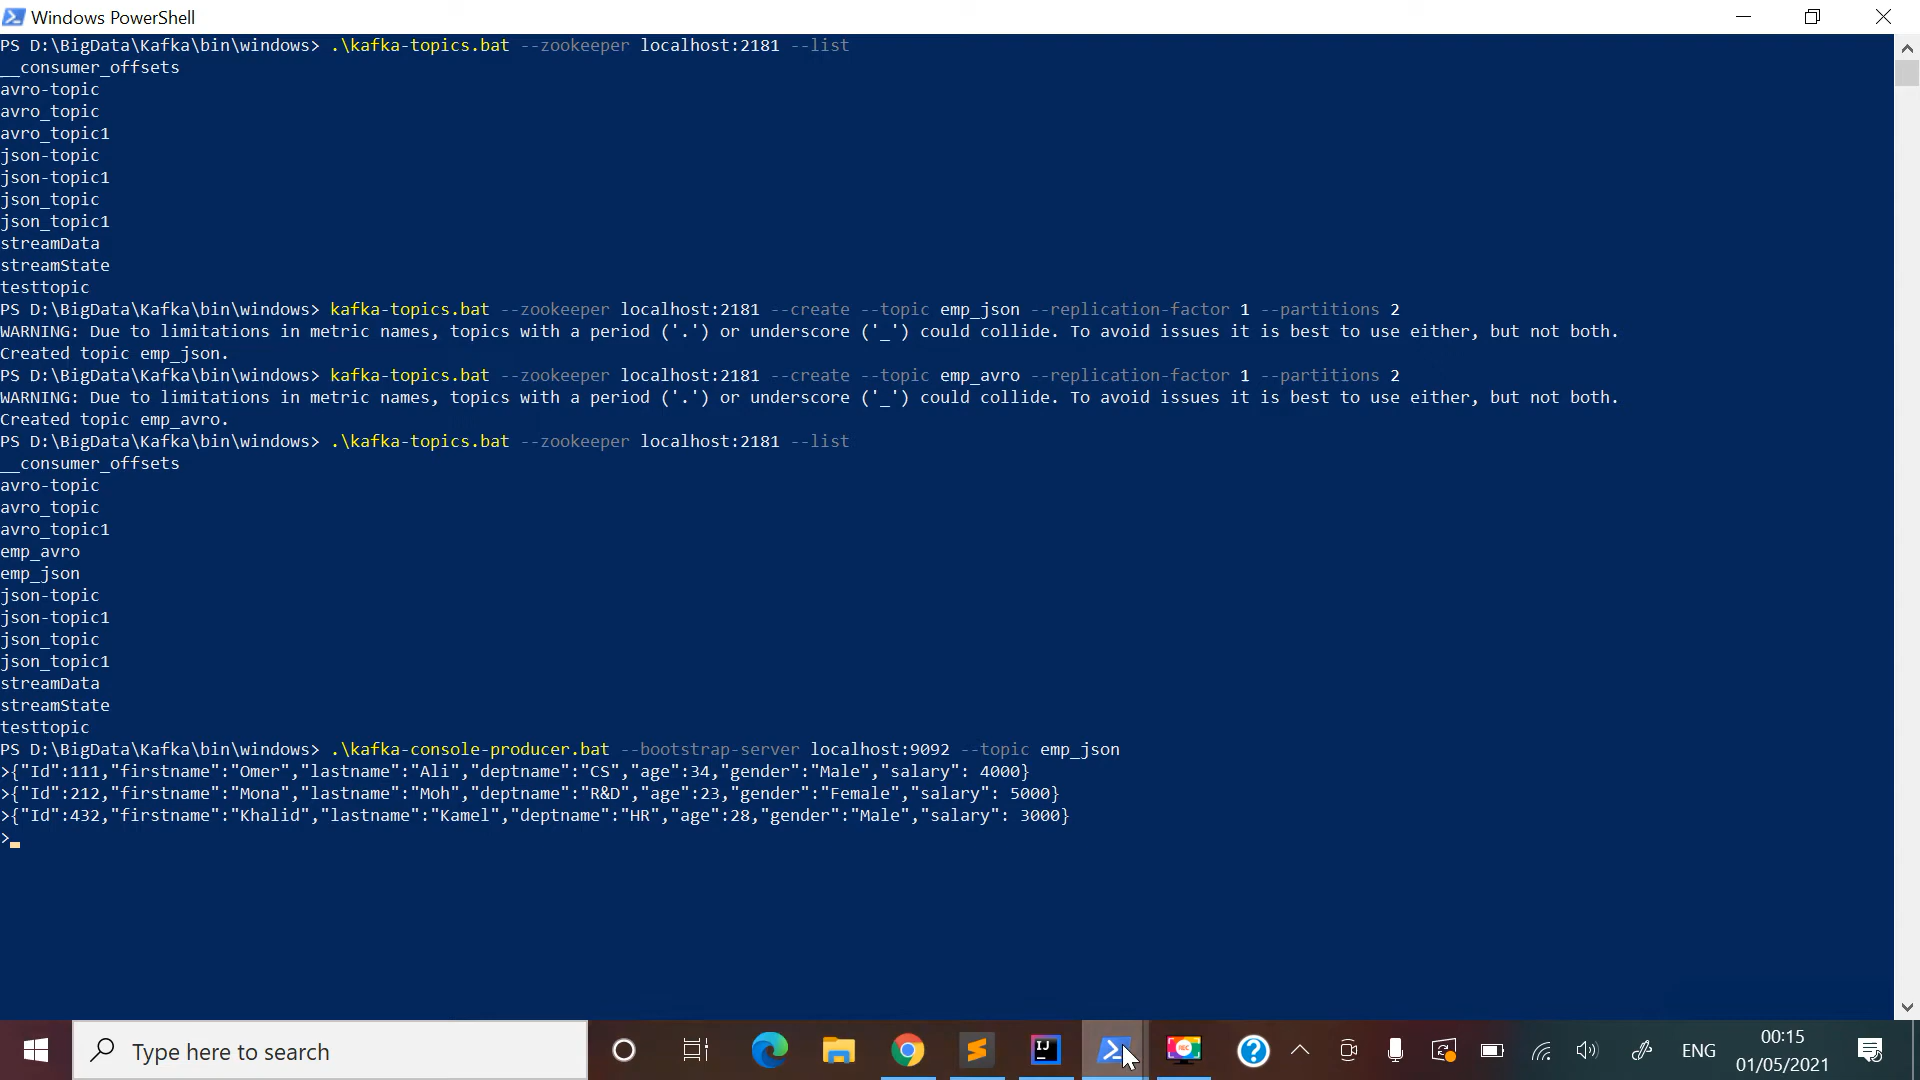 Windows PowerShell
PS D:\BigData\Kafka\bin\windows> .\kafka-topics.bat --zookeeper localhost:2181 --list
__consumer_offsets
avro-topic
avro_topic
avro_topic1
json-topic
json-topic1
json_topic
json_topic1
streamData
streamState
testtopic
PS D:\BigData\Kafka\bin\windows> kafka-topics.bat --zookeeper localhost:2181 --create --topic emp_json --replication-factor 1 --partitions 2
WARNING: Due to limitations in metric names, topics with a period ('.') or underscore ('_') could collide. To avoid issues it is best to use either, but not both.
Created topic emp_json.
PS D:\BigData\Kafka\bin\windows> kafka-topics.bat --zookeeper localhost:2181 --create --topic emp_avro --replication-factor 1 --partitions 2
WARNING: Due to limitations in metric names, topics with a period ('.') or underscore ('_') could collide. To avoid issues it is best to use either, but not both.
Created topic emp_avro.
PS D:\BigData\Kafka\bin\windows> .\kafka-topics.bat --zookeeper localhost:2181 --list
__consumer_offsets
avro-topic
avro_topic
avro_topic1
emp_avro
emp_json
json-topic
json-topic1
json_topic
json_topic1
streamData
streamState
testtopic
PS D:\BigData\Kafka\bin\windows> .\kafka-console-producer.bat --bootstrap-server localhost:9092 --topic emp_json
>{"Id":111,"firstname":"Omer","lastname":"Ali","deptname":"CS","age":34,"gender":"Male","salary": 4000}
>{"Id":212,"firstname":"Mona","lastname":"Moh","deptname":"R&D","age":23,"gender":"Female","salary": 5000}
>{"Id":432,"firstname":"Khalid","lastname":"Kamel","deptname":"HR","age":28,"gender":"Male","salary": 3000}
>
Type here to search
IJ
REC
ENG
00:15
01/05/2021